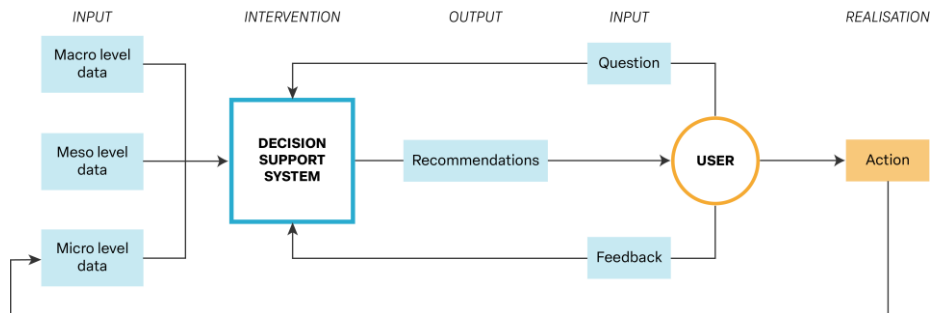 INPUT
INTERVENTION
OUTPUT
INPUT
REALISATION
Macro level
data
Question
Meso level
data
DECISION
SUPPORT
SYSTEM
Recommendations
USER
Action
Micro level
data
Feedback